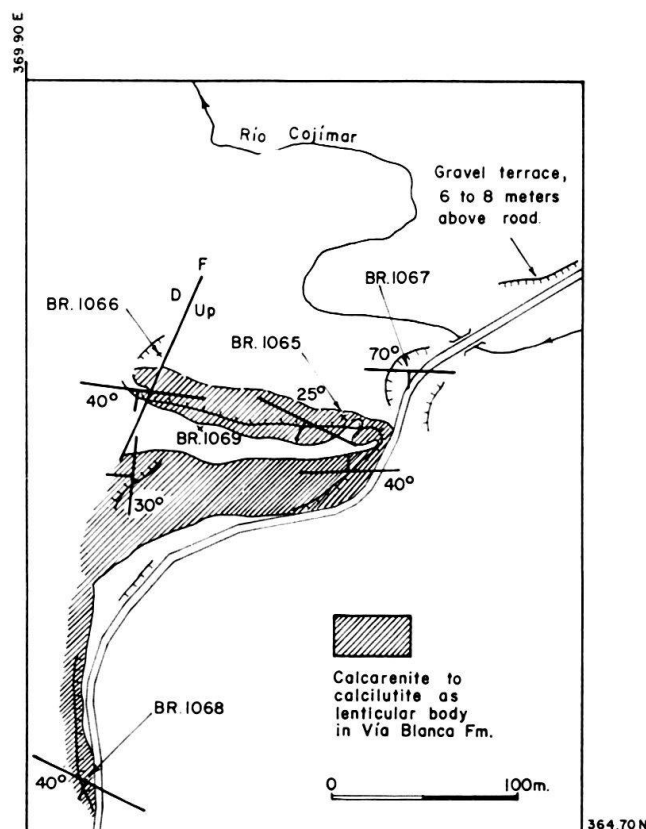 369.90 E
Río Cojímar
Gravel terrace,
6 to 8 meters
above road.
F
D Up
BR.1066
BR.1067
BR.1065
70°
25°
40°
BR.1069
40°
30°
Calcarenite to
calcilutite as
lenticular body
in Vía Blanca Fm.
BR.1068
40°
0 100m.
364.70 N